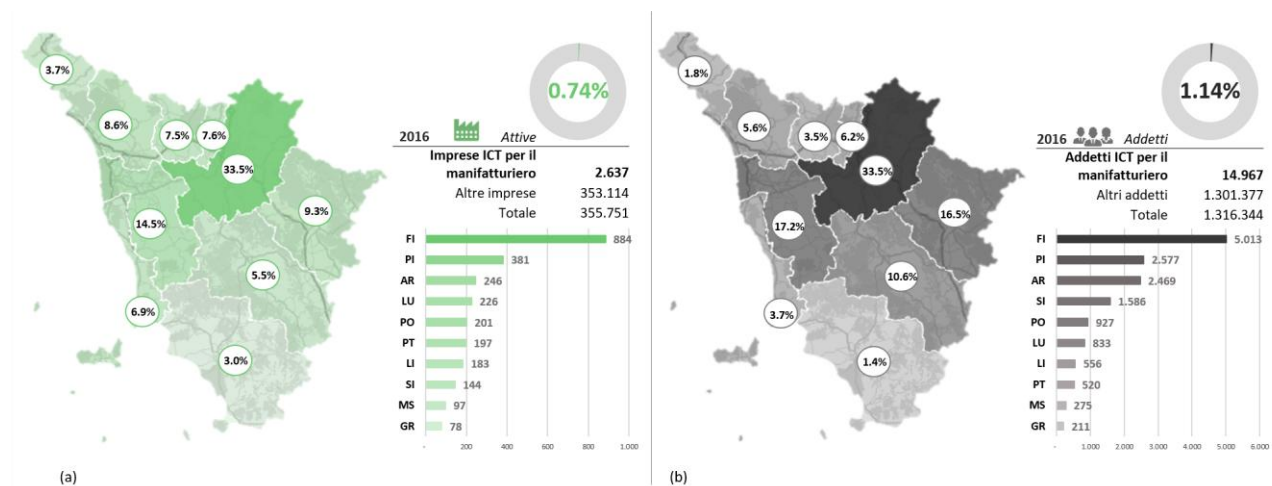 3.7%
8.6%
7.5%
7.6%
33.5%
9.3%
14.5%
5.5%
6.9%
3.0%
0.74%
2016 Attive
Imprese ICT per il
manifatturiero 2.637
Altre imprese 353.114
Totale 355.751
FI 884
PI 381
AR 246
LU 226
PO 201
PT 197
LI 183
SI 144
MS 97
GR 78
- 200 400 600 800 1.000
(a)
1.8%
5.6%
3.5%
6.2%
33.5%
16.5%
17.2%
10.6%
3.7%
1.4%
1.14%
2016 Addetti
Addetti ICT per il
manifatturiero 14.967
Altri addetti 1.301.377
Totale 1.316.344
FI 5.013
PI 2.577
AR 2.469
SI 1.586
PO 927
LU 833
LI 556
PT 520
MS 275
GR 211
- 1.000 2.000 3.000 4.000 5.000 6.000
(b)